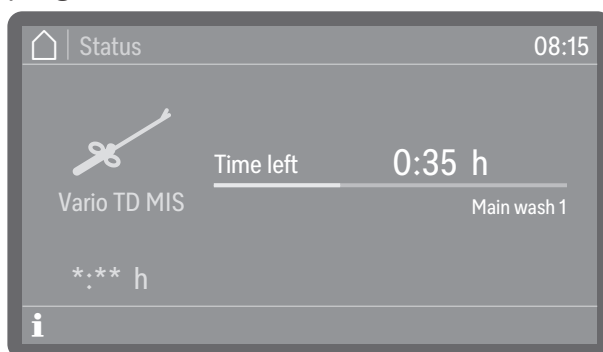 Status 08:15
Time left 0:35 h
Vario TD MIS
Main wash 1
*:** h
i